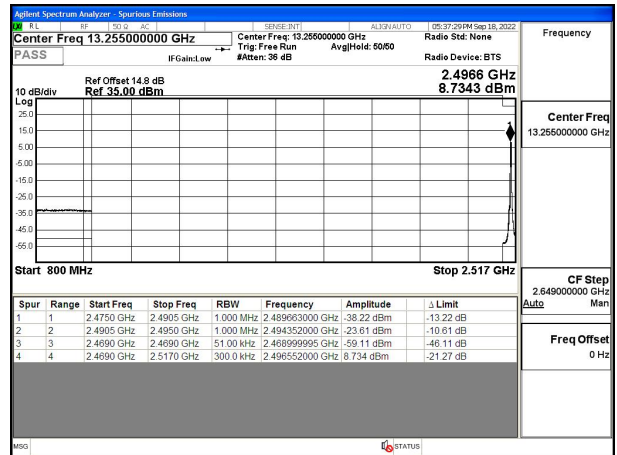 Agilent Spectrum Analyzer - Spurious Emissions
RL RF 50 Ω AC SENSE:INT ALIGN AUTO 05:37:29 PM Sep 18, 2022
Center Freq 13.255000000 GHz
Center Freq: 13.255000000 GHz
Radio Std: None
Frequency
PASS
IFGain:Low
Trig: Free Run
Avg|Hold: 50/50
#Atten: 36 dB
Radio Device: BTS
Ref Offset 14.8 dB
2.4966 GHz
10 dB/div
Ref 35.00 dBm
8.7343 dBm
Log
25.0
15.0
5.00
-5.00
-15.0
-25.0
-35.0
-45.0
-55.0
1
Start 800 MHz
Stop 2.517 GHz
Center Freq
13.255000000 GHz
CF Step
2.649000000 GHz
Auto Man
Freq Offset
0 Hz
Spur Range Start Freq Stop Freq RBW Frequency Amplitude Δ Limit
1 1 2.4750 GHz 2.4905 GHz 1.000 MHz 2.489663000 GHz -38.22 dBm -13.22 dB
2 2 2.4905 GHz 2.4950 GHz 1.000 MHz 2.494352000 GHz -23.61 dBm -10.61 dB
3 3 2.4690 GHz 2.4690 GHz 51.00 kHz 2.468999995 GHz -59.11 dBm -46.11 dB
4 4 2.4690 GHz 2.5170 GHz 300.0 kHz 2.496552000 GHz 8.734 dBm -21.27 dB
MSG
STATUS